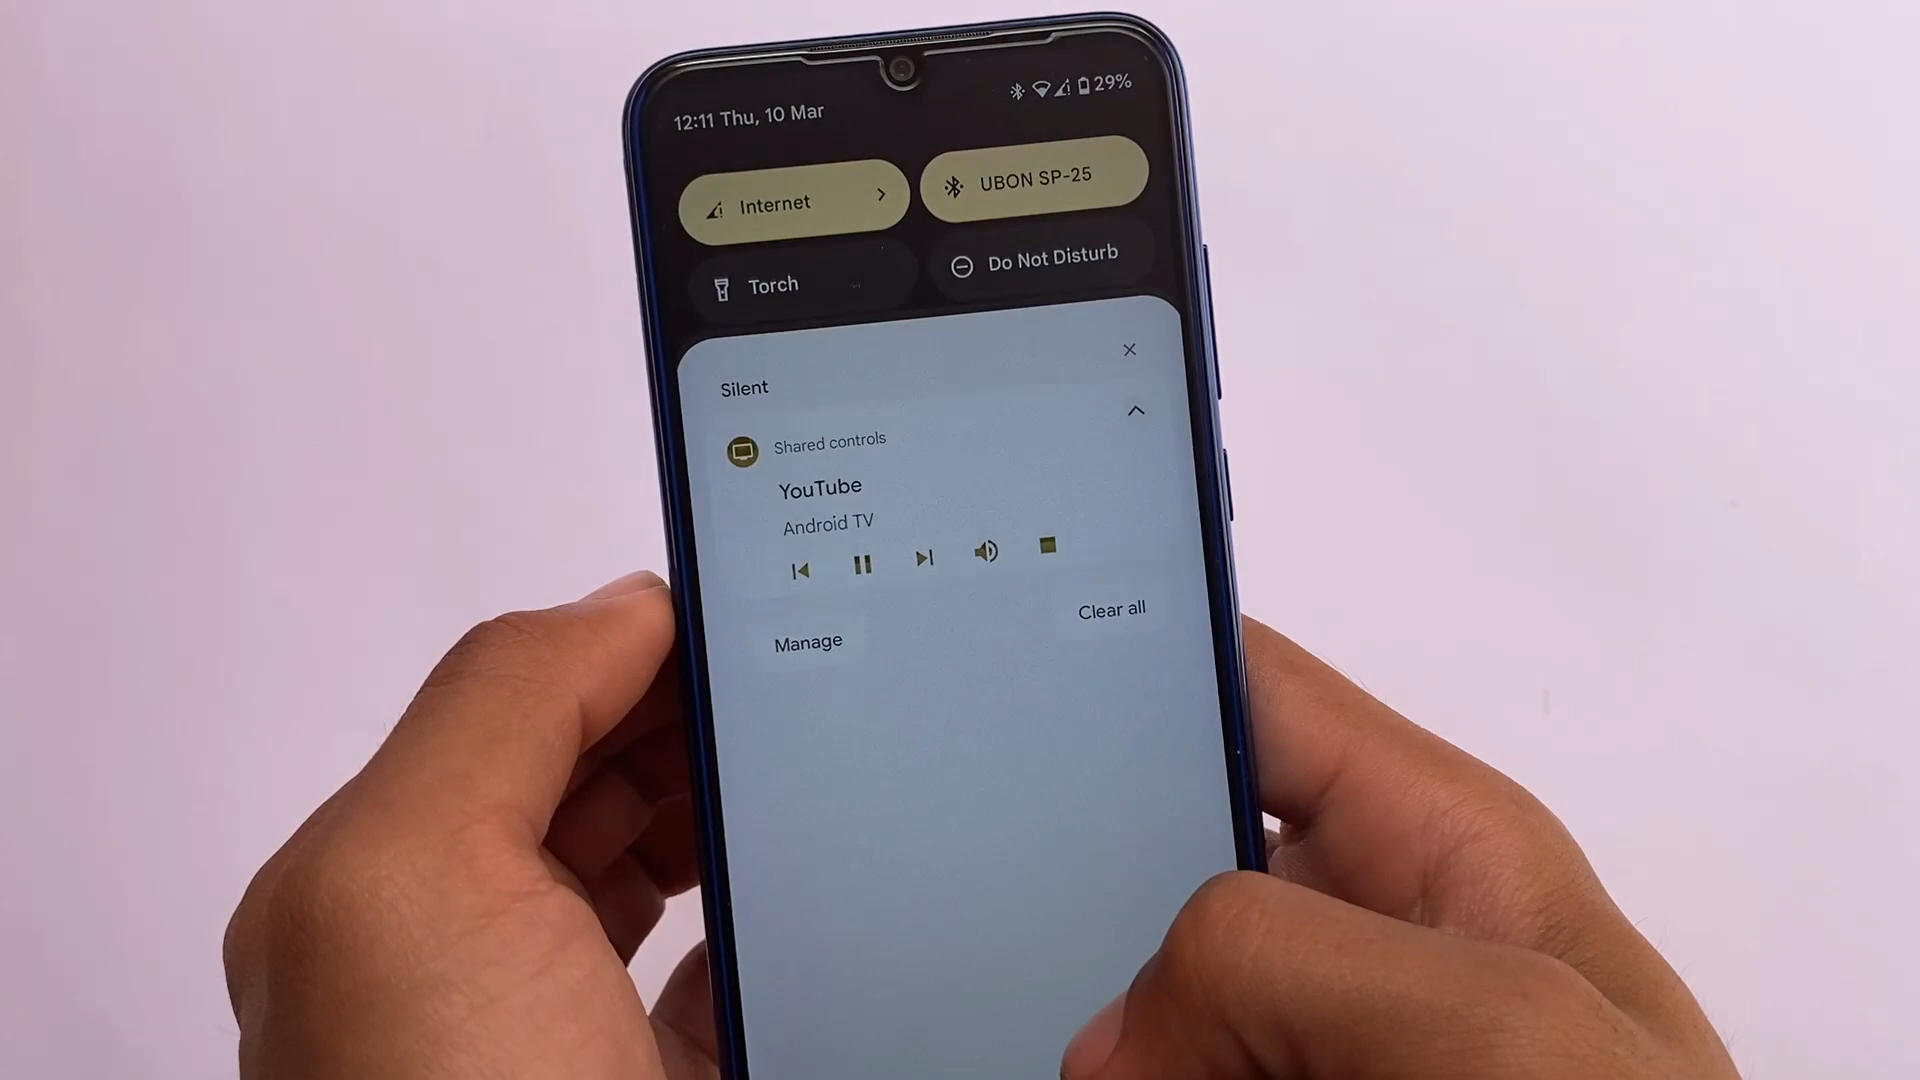 12:11 Thu, 10 Mar
29%
Internet
UBON SP-25
Torch
Do Not Disturb
Silent
Shared controls
YouTube
Android TV
Manage
Clear all